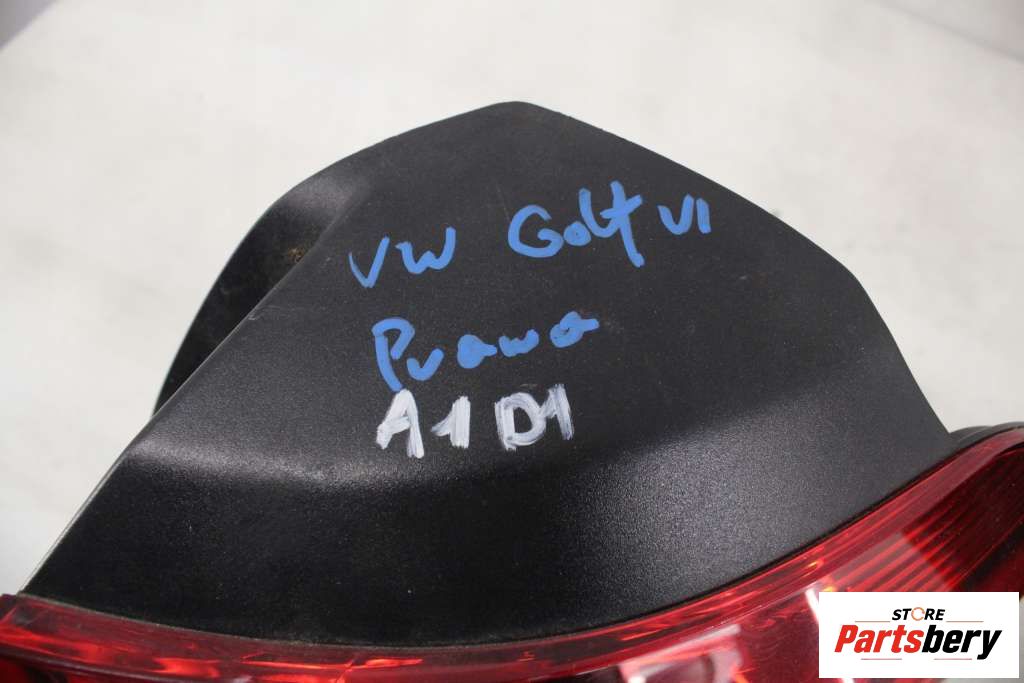 VW Golf VI
Prawa
A1D1
STORE
Partsbery